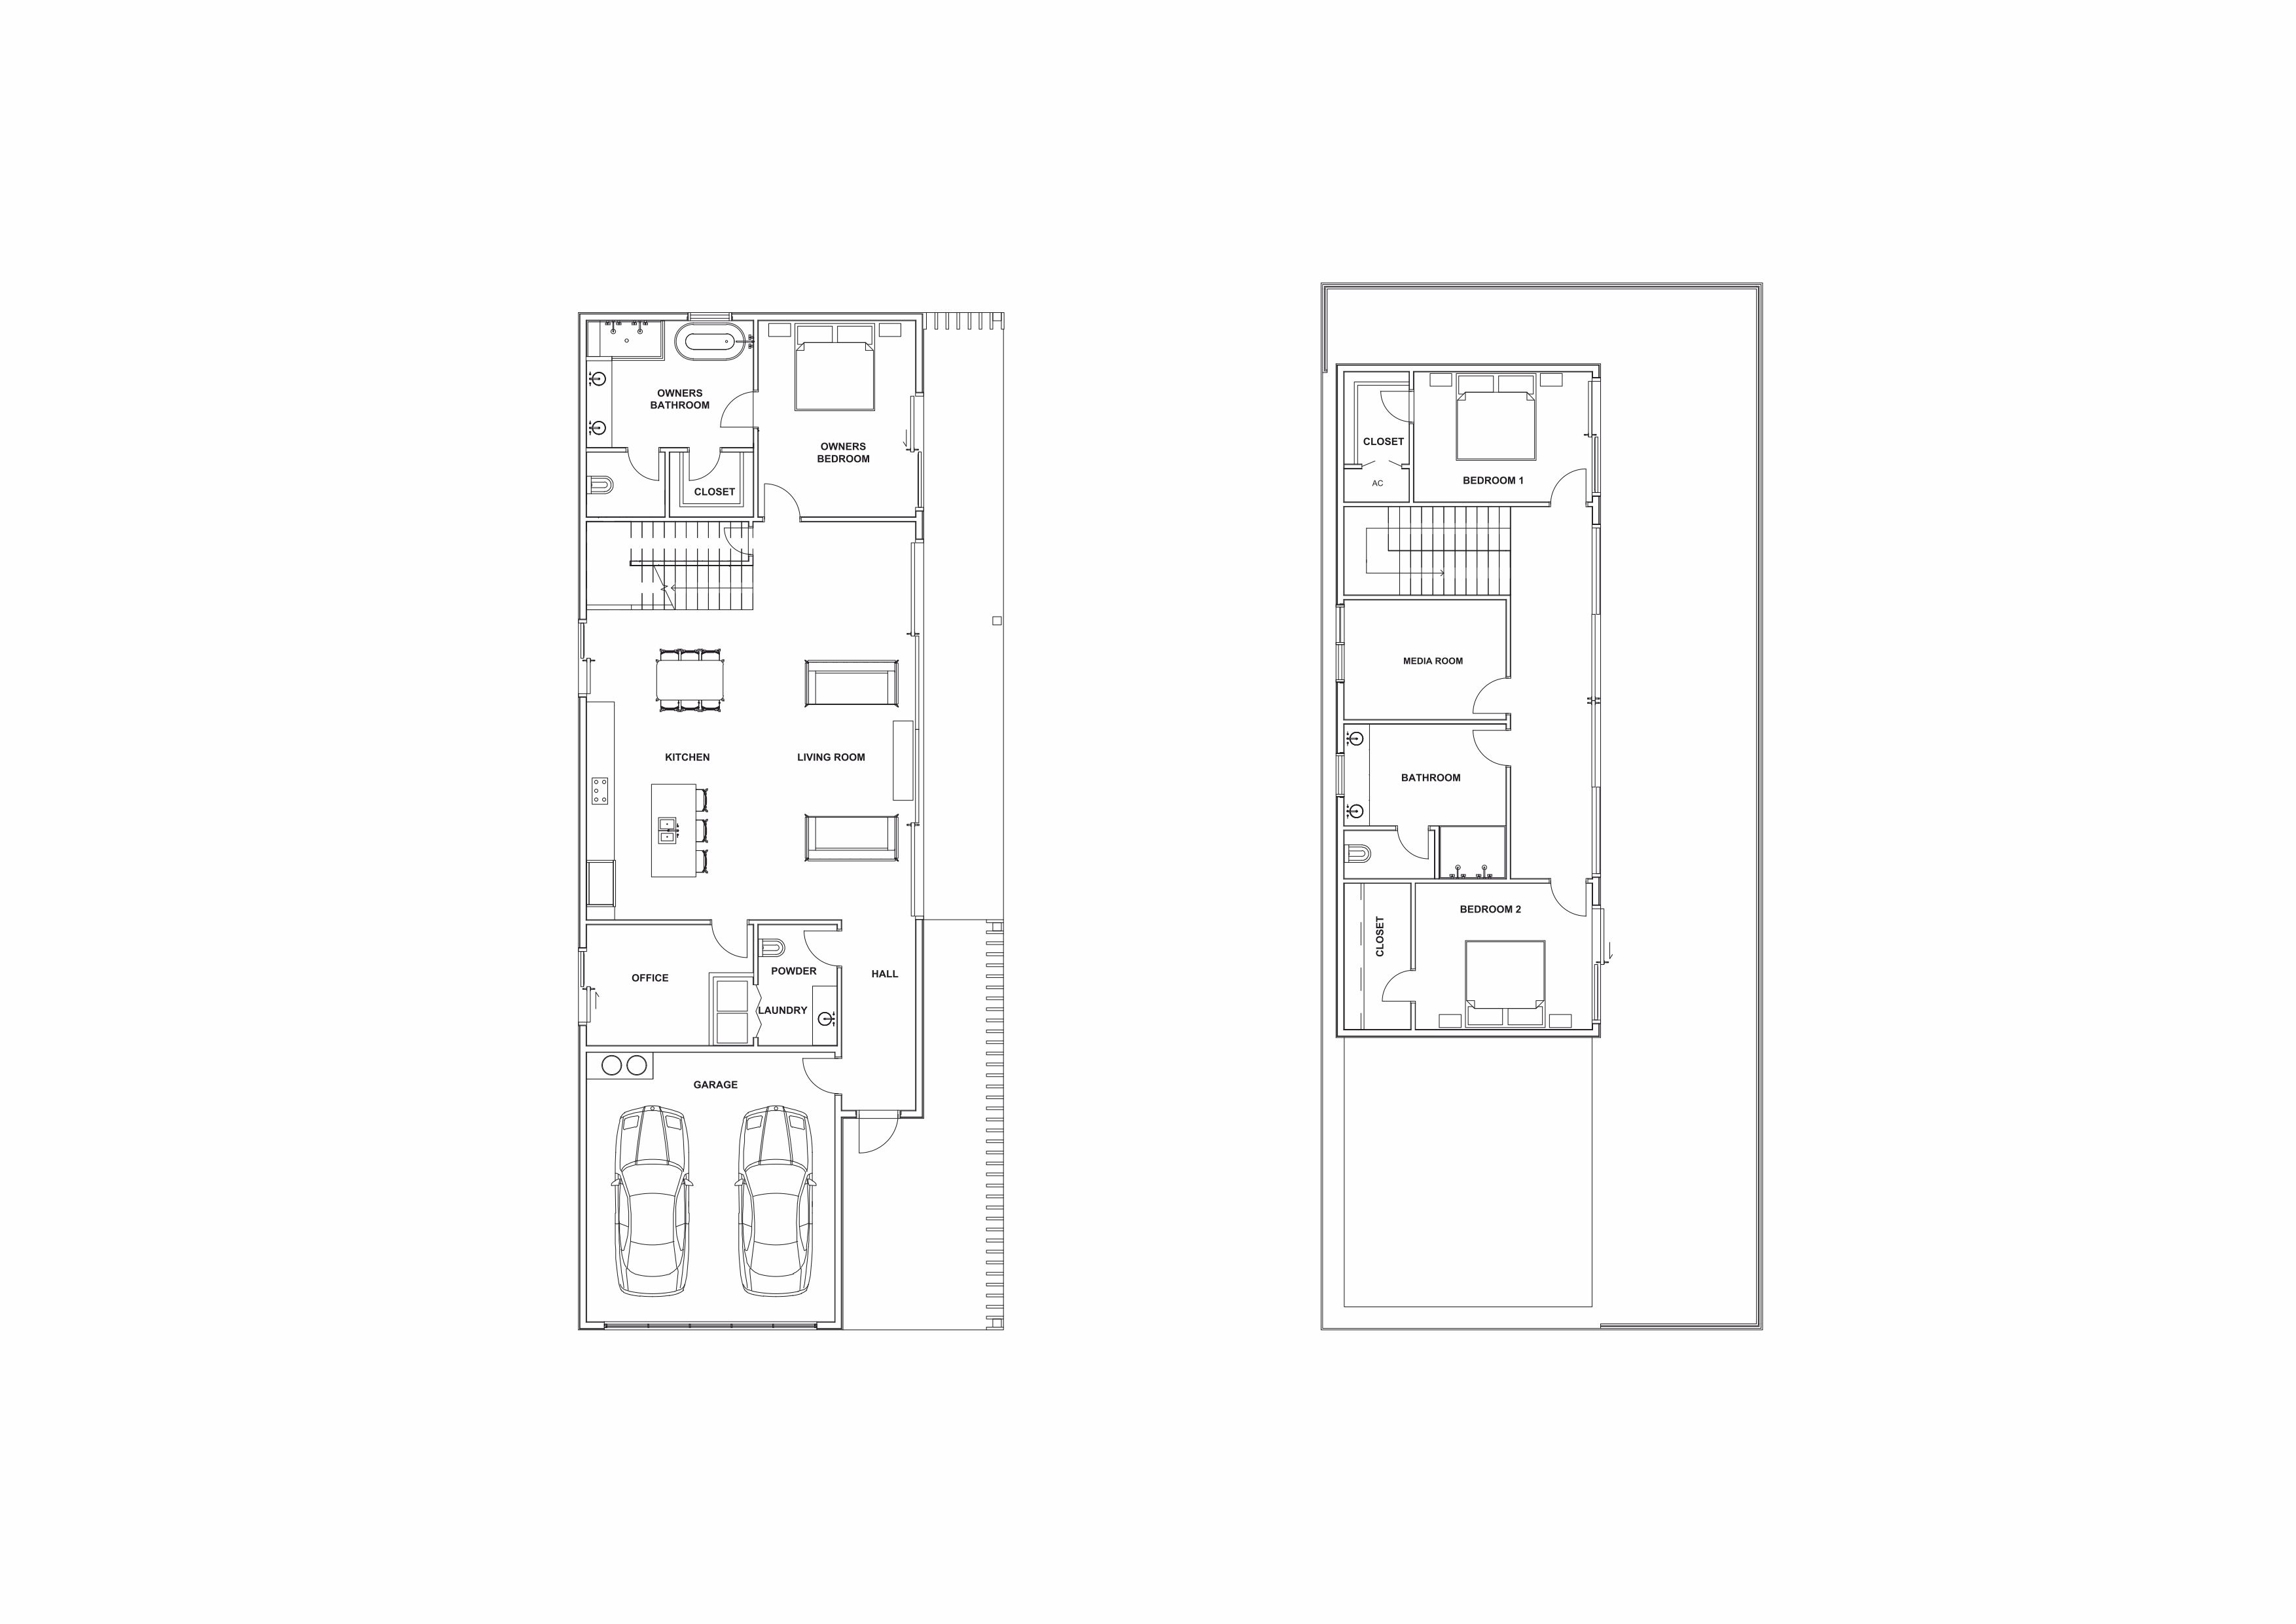 OWNERS
BATHROOM
OWNERS
BEDROOM
CLOSET
KITCHEN
LIVING ROOM
OFFICE
POWDER
HALL
LAUNDRY
GARAGE
CLOSET
AC
BEDROOM 1
MEDIA ROOM
BATHROOM
BEDROOM 2
CLOSET